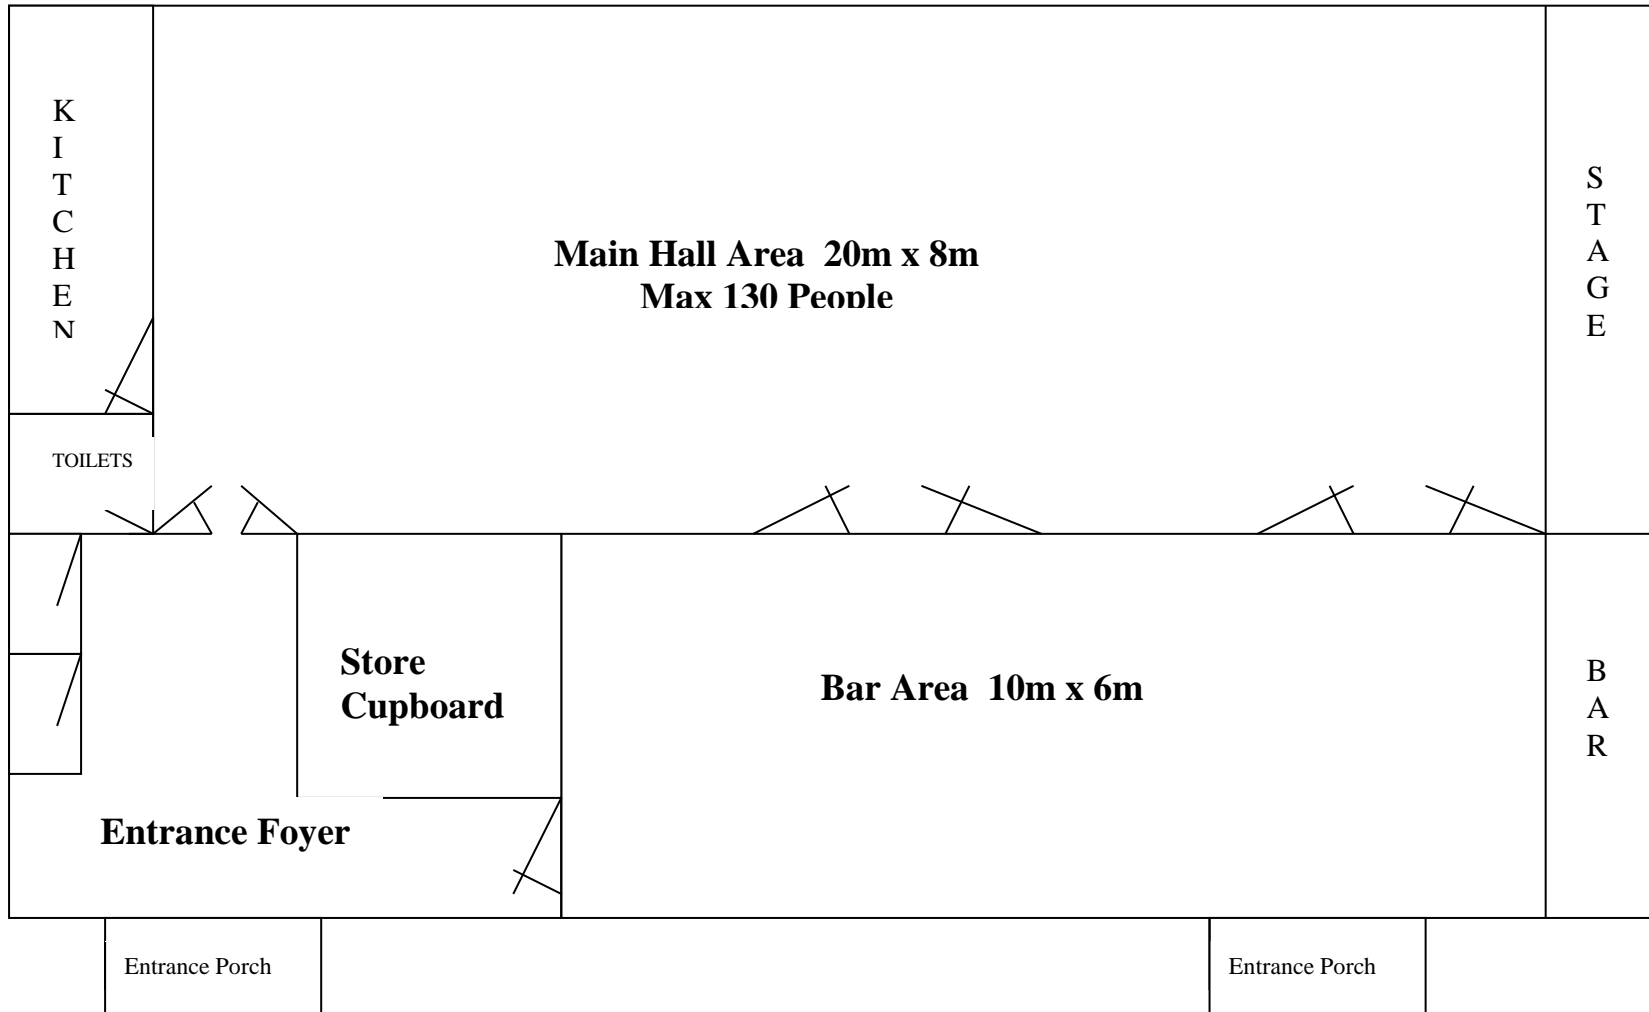 KITCHEN
Main Hall Area 20m x 8m
Max 130 People
STAGE
TOILETS
Store
Cupboard
Bar Area 10m x 6m
BAR
Entrance Foyer
Entrance Porch
Entrance Porch